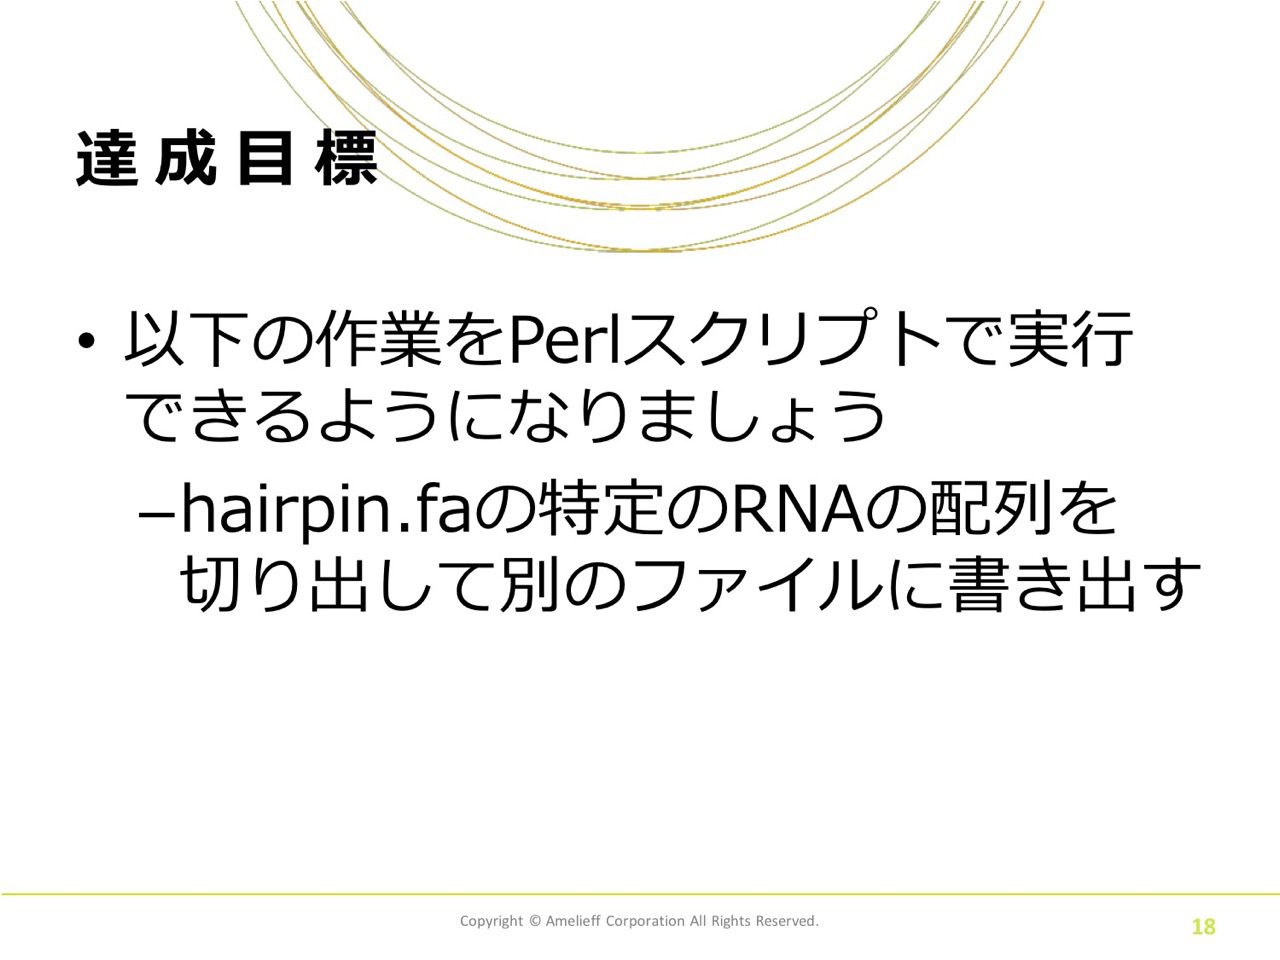 達成目標
• 以下の作業をPerlスクリプトで実行
できるようになりましょう
–hairpin.faの特定のRNAの配列を
切り出して別のファイルに書き出す
Copyright © Amelieff Corporation All Rights Reserved.
18